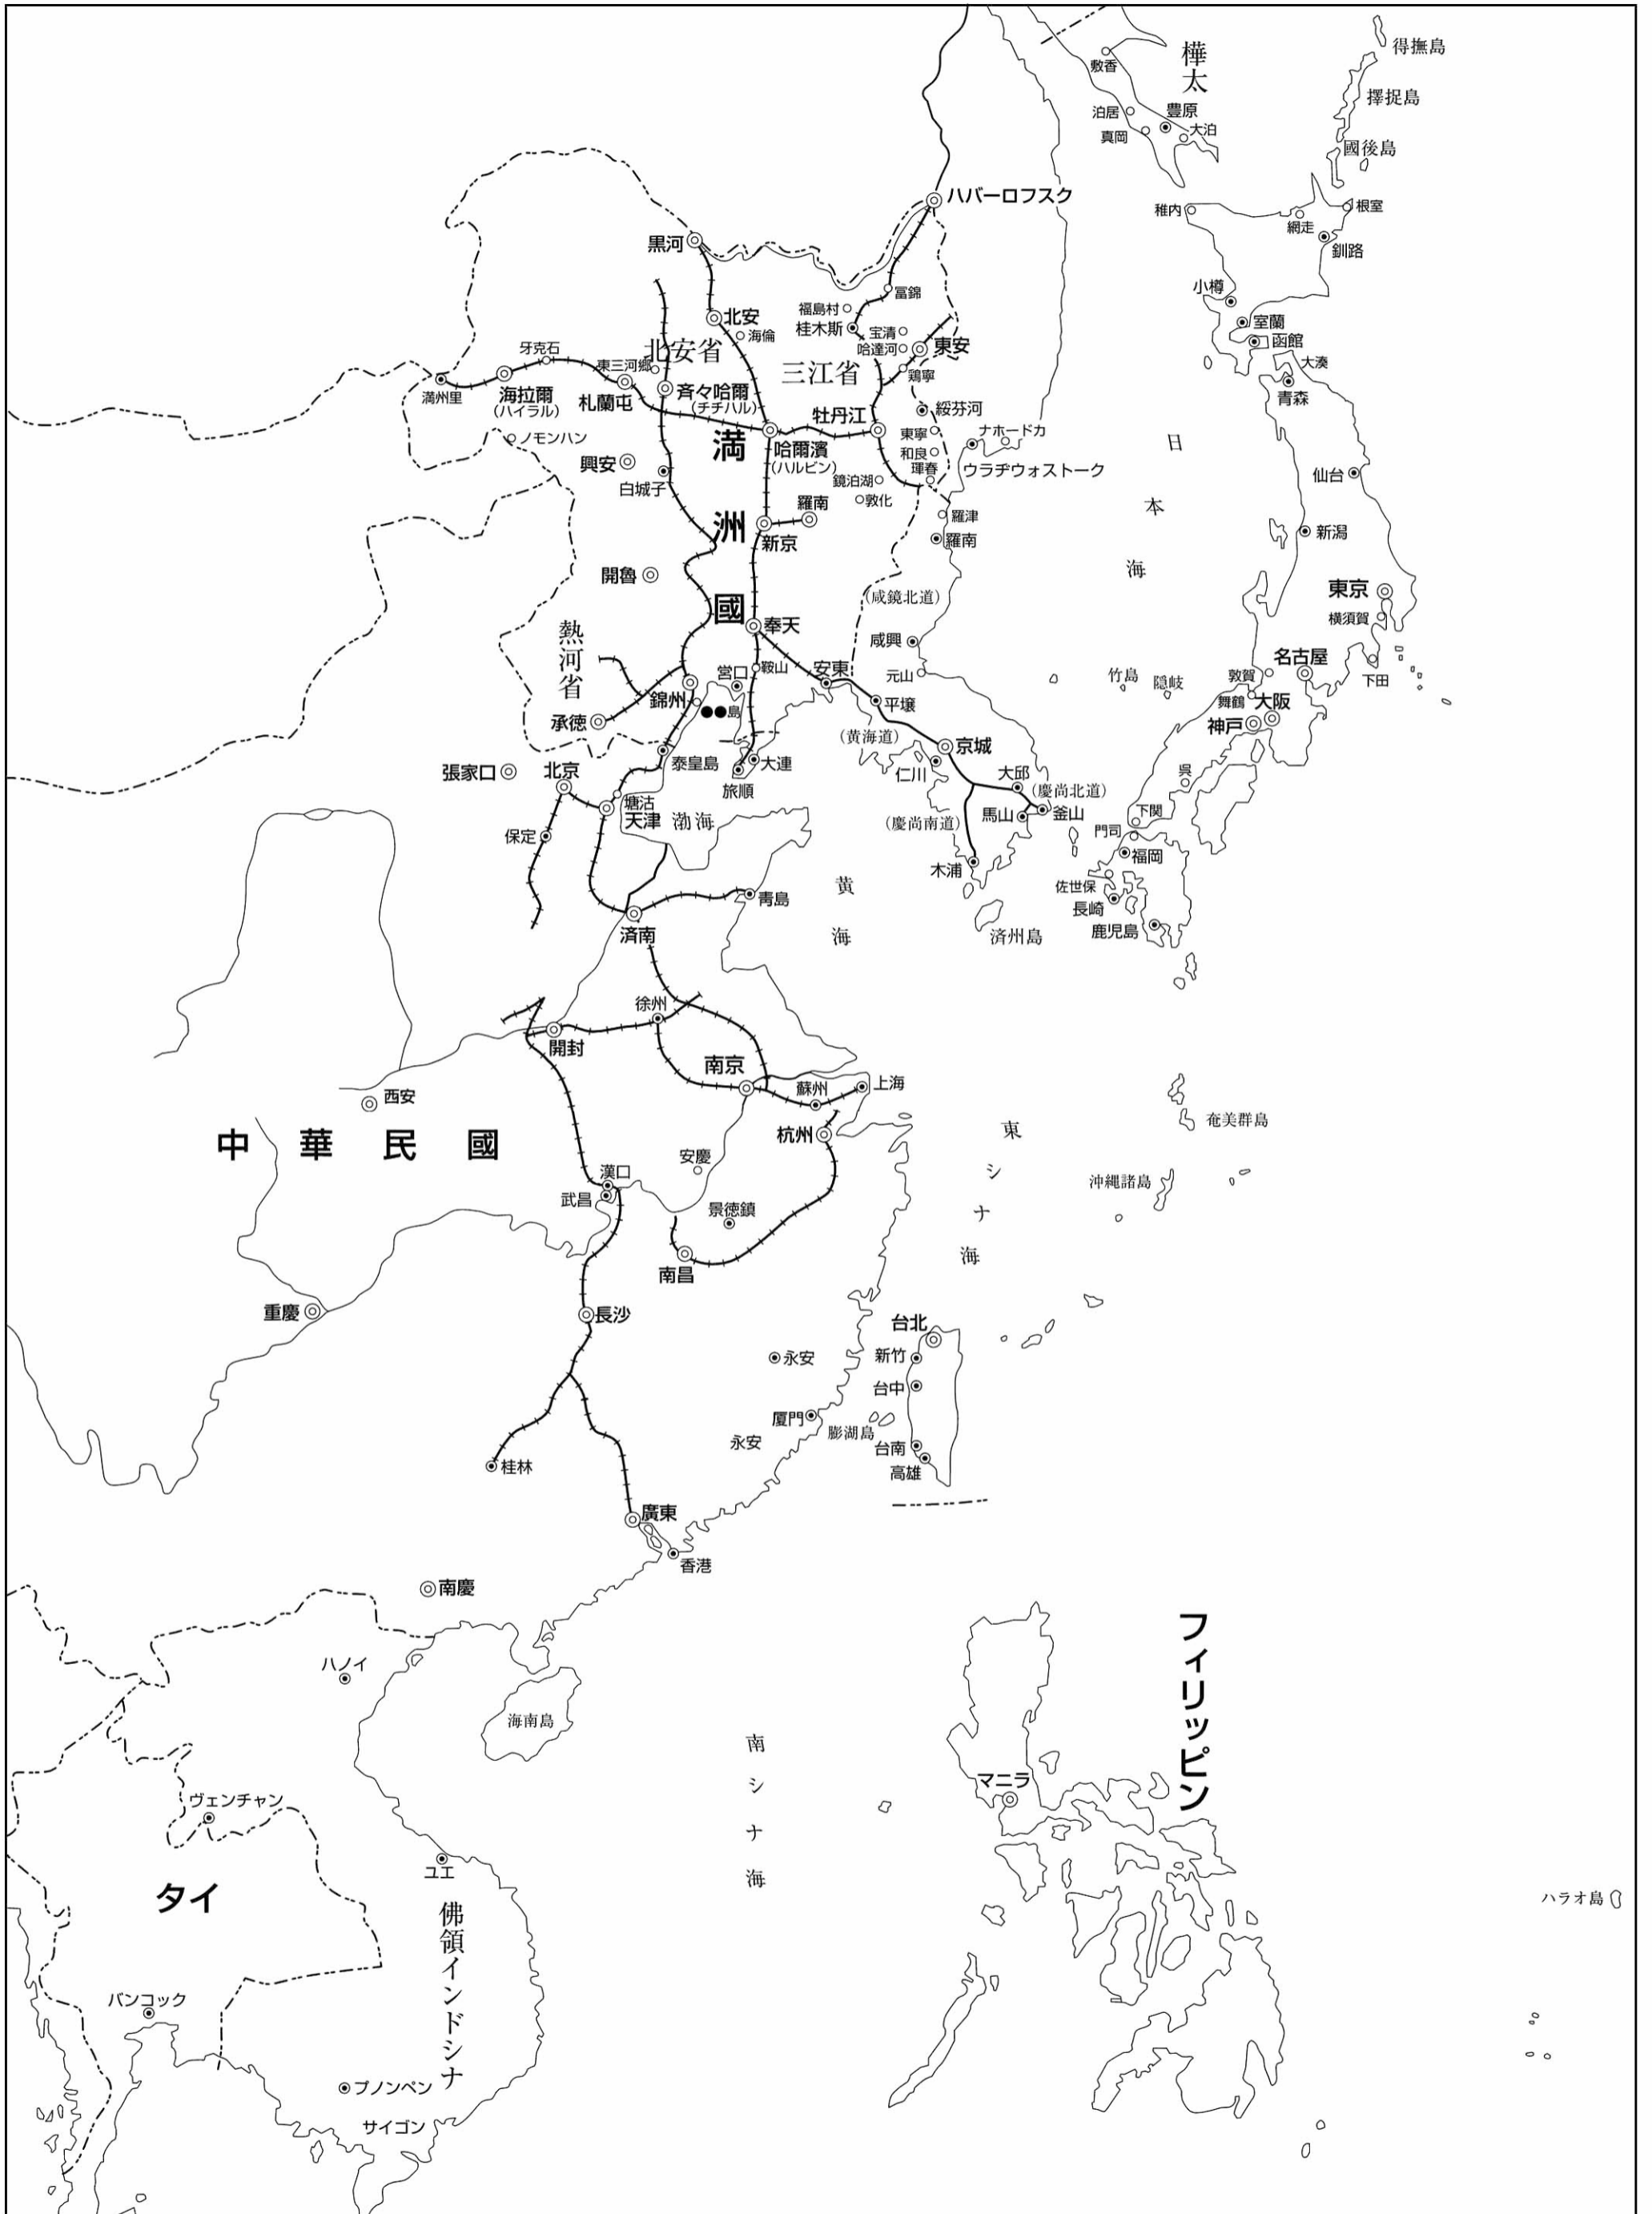 得撫島
樺太
敷香
擇捉島
泊居
豊原
真岡
大泊
國後島
ハバーロフスク
稚内
根室
網走
釧路
黒河
小樽
冨錦
福島村
北安
室蘭
桂木斯
宝清
海倫
函館
東安
哈達河
牙克石
北安省
大湊
東三河郷
三江省
鶏寧
満州里
海拉爾
(ハイラル)
札蘭屯
斉々哈爾
(チチハル)
青森
牡丹江
綏芬河
ノモンハン
満洲國
哈爾濱
(ハルビン)
東寧
ナホードカ
日本海
和良
興安
琿春
ウラヂウォストーク
仙台
鏡泊湖
白城子
敦化
羅南
羅津
新京
羅南
新潟
開魯
東京
(咸鏡北道)
横須賀
奉天
熱河省
咸興
名古屋
鞍山
安東
元山
竹島
隠岐
敦賀
下田
営口
錦州
●●島
平壌
舞鶴
大阪
承徳
神戸
(黄海道)
京城
泰皇島
大連
仁川
張家口
北京
大邱
呉
旅順
(慶尚北道)
塘沽
天津
渤海
(慶尚南道)
馬山
釜山
下関
門司
保定
福岡
木浦
佐世保
黄海
青島
長崎
済南
済州島
鹿児島
徐州
開封
南京
蘇州
上海
西安
奄美群島
中華民國
杭州
東シナ海
安慶
漢口
沖縄諸島
武昌
景徳鎮
南昌
重慶
長沙
台北
永安
新竹
台中
厦門
膨湖島
永安
台南
桂林
高雄
廣東
香港
南慶
フィリッピン
ハノイ
海南島
南シナ海
マニラ
ヴェンチャン
ユエ
タイ
ハラオ島
佛領インドシナ
バンコック
プノンペン
サイゴン